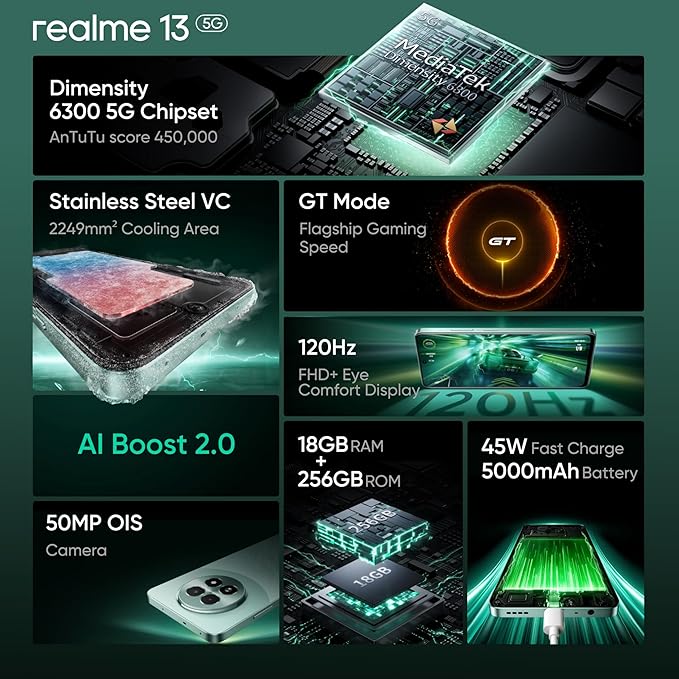 realme 13 5G
5G+
MediaTek
Dimensity 6300
Dimensity
6300 5G Chipset
AnTuTu score 450,000
Stainless Steel VC
2249mm² Cooling Area
GT Mode
Flagship Gaming
Speed
GT
120Hz
FHD+ Eye
Comfort Display
120Hz
AI Boost 2.0
18GB RAM
+
256GB ROM
256GB
18GB
45W Fast Charge
5000mAh Battery
50MP OIS
Camera